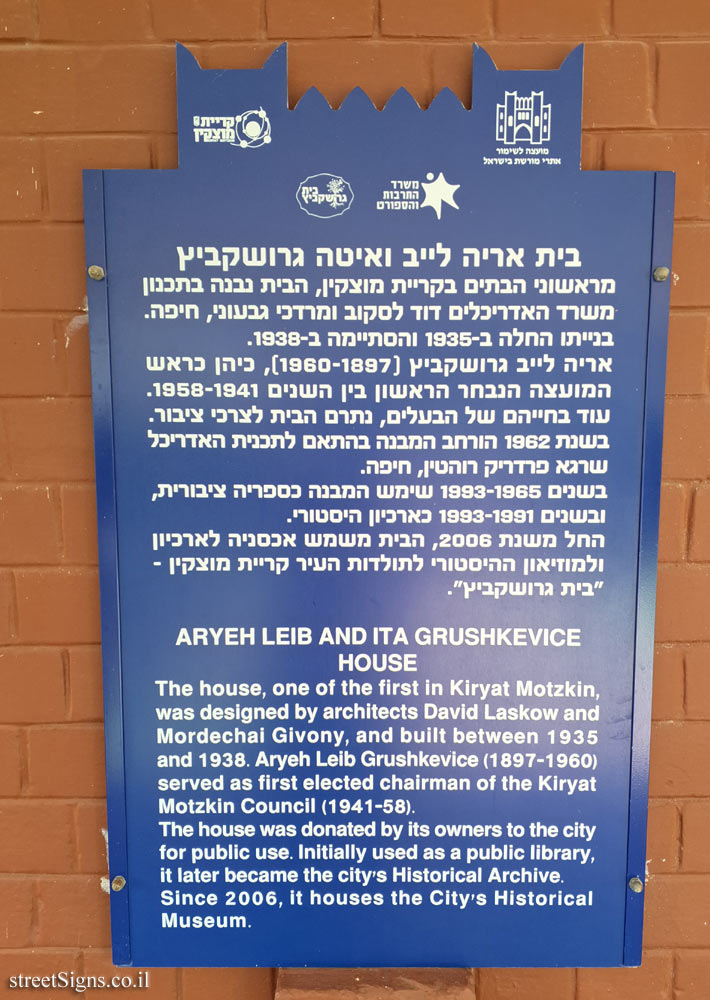 קריית מוצקין
מועצה לשימור
אתרי מורשת בישראל
בית
גרושקביץ
משרד
התרבות
והספורט
בית אריה לייב ואיטה גרושקביץ
מראשוני הבתים בקריית מוצקין, הבית נבנה בתכנון
משרד האדריכלים דוד לסקוב ומרדכי גבעוני, חיפה.
בנייתו החלה ב-1935 והסתיימה ב-1938.
אריה לייב גרושקביץ (1960-1897), כיהן כראש
המועצה הנבחר הראשון בין השנים 1958-1941.
עוד בחייהם של הבעלים, נתרם הבית לצרכי ציבור.
בשנת 1962 הורחב המבנה בהתאם לתכנית האדריכל
שרגא פרדריק רוהטין, חיפה.
בשנים 1993-1965 שימש המבנה כספריה ציבורית,
ובשנים 1993-1991 כארכיון היסטורי.
החל משנת 2006, הבית משמש אכסניה לארכיון
ולמוזיאון ההיסטורי לתולדות העיר קריית מוצקין -
"בית גרושקביץ".
ARYEH LEIB AND ITA GRUSHKEVICE
HOUSE
The house, one of the first in Kiryat Motzkin,
was designed by architects David Laskow and
Mordechai Givony, and built between 1935
and 1938. Aryeh Leib Grushkevice (1897-1960)
served as first elected chairman of the Kiryat
Motzkin Council (1941-58).
The house was donated by its owners to the city
for public use. Initially used as a public library,
it later became the city's Historical Archive.
Since 2006, it houses the City's Historical
Museum.
streetSigns.co.il